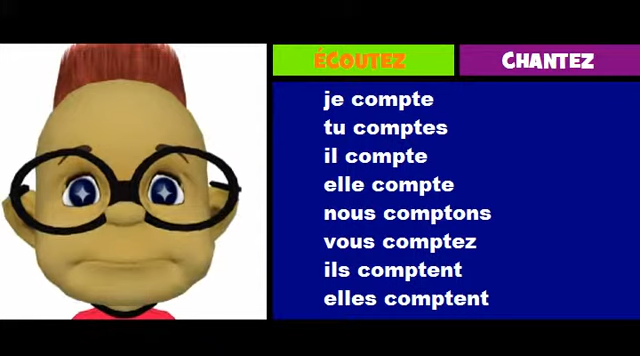 ÉCOUTEZ
CHANTEZ
je compte
tu comptes
il compte
elle compte
nous comptons
vous comptez
ils comptent
elles comptent